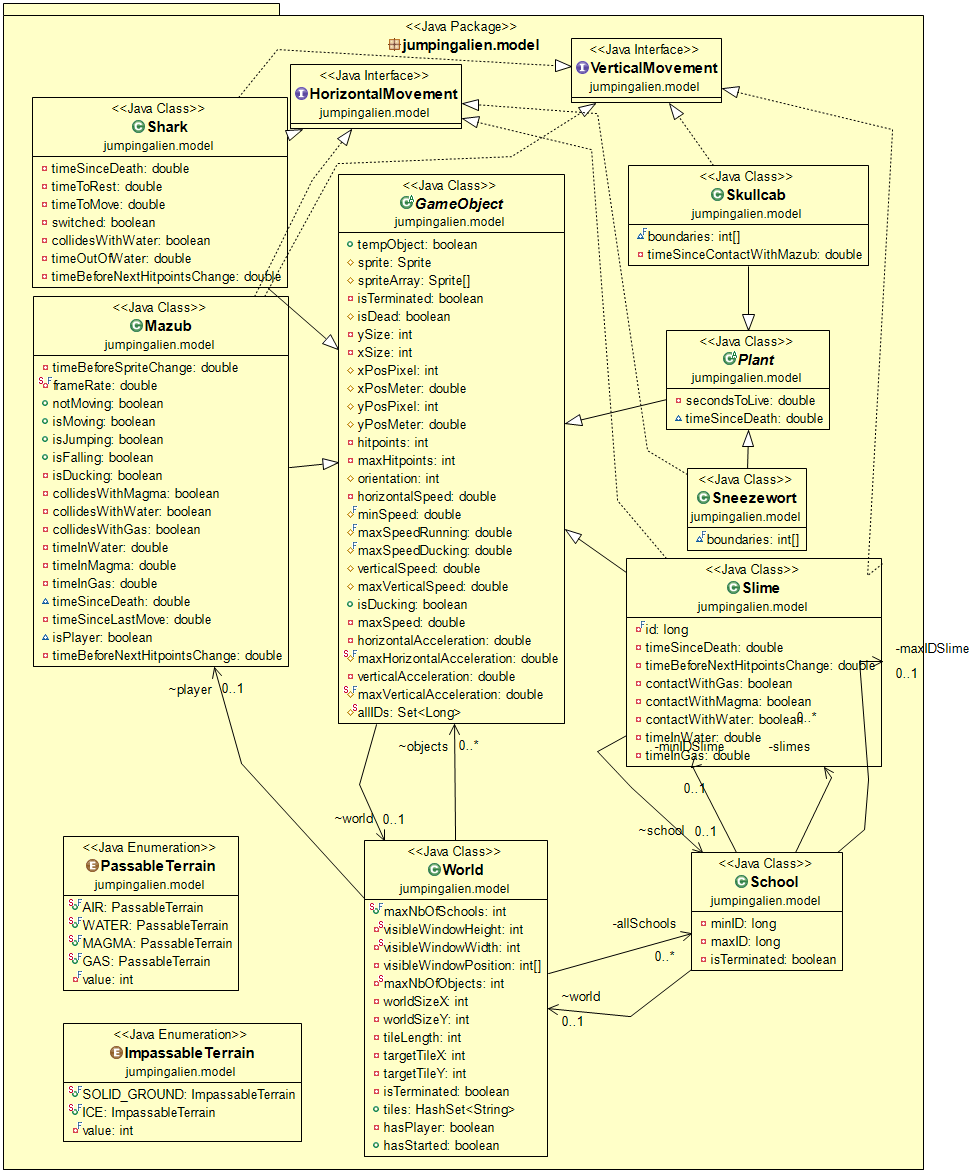 <<Java Package>>
jumpingalien.model
<<Java Interface>>
VerticalMovement
jumpingalien.model
<<Java Interface>>
HorizontalMovement
jumpingalien.model
<<Java Class>>
Shark
jumpingalien.model
timeSinceDeath: double
timeToRest: double
timeToMove: double
switched: boolean
collidesWithWater: boolean
timeOutOfWater: double
timeBeforeNextHitpointsChange: double
<<Java Class>>
GameObject
jumpingalien.model
tempObject: boolean
sprite: Sprite
spriteArray: Sprite[]
isTerminated: boolean
isDead: boolean
ySize: int
xSize: int
xPosPixel: int
xPosMeter: double
yPosPixel: int
yPosMeter: double
hitpoints: int
maxHitpoints: int
orientation: int
horizontalSpeed: double
minSpeed: double
maxSpeedRunning: double
maxSpeedDucking: double
verticalSpeed: double
maxVerticalSpeed: double
isDucking: boolean
maxSpeed: double
horizontalAcceleration: double
maxHorizontalAcceleration: double
verticalAcceleration: double
maxVerticalAcceleration: double
allIDs: Set<Long>
<<Java Class>>
Skullcab
jumpingalien.model
boundaries: int[]
timeSinceContactWithMazub: double
<<Java Class>>
Plant
jumpingalien.model
secondsToLive: double
timeSinceDeath: double
<<Java Class>>
Sneezewort
jumpingalien.model
boundaries: int[]
<<Java Class>>
Mazub
jumpingalien.model
timeBeforeSpriteChange: double
frameRate: double
notMoving: boolean
isMoving: boolean
isJumping: boolean
isFalling: boolean
isDucking: boolean
collidesWithMagma: boolean
collidesWithWater: boolean
collidesWithGas: boolean
timeInWater: double
timeInMagma: double
timeInGas: double
timeSinceDeath: double
timeSinceLastMove: double
isPlayer: boolean
timeBeforeNextHitpointsChange: double
<<Java Class>>
Slime
jumpingalien.model
id: long
timeSinceDeath: double
timeBeforeNextHitpointsChange: double
contactWithGas: boolean
contactWithMagma: boolean
contactWithWater: boolean
timeInWater: double
timeInGas: double
-maxIDSlime
0..1
0..*
-minIDSlime
-slimes
0..1
~player 0..1
~objects 0..*
~world 0..1
~school 0..1
<<Java Enumeration>>
PassableTerrain
jumpingalien.model
AIR: PassableTerrain
WATER: PassableTerrain
MAGMA: PassableTerrain
GAS: PassableTerrain
value: int
<<Java Enumeration>>
ImpassableTerrain
jumpingalien.model
SOLID_GROUND: ImpassableTerrain
ICE: ImpassableTerrain
value: int
<<Java Class>>
World
jumpingalien.model
maxNbOfSchools: int
visibleWindowHeight: int
visibleWindowWidth: int
visibleWindowPosition: int[]
maxNbOfObjects: int
worldSizeX: int
worldSizeY: int
tileLength: int
targetTileX: int
targetTileY: int
isTerminated: boolean
tiles: HashSet<String>
hasPlayer: boolean
hasStarted: boolean
-allSchools
0..*
~world
0..1
<<Java Class>>
School
jumpingalien.model
minID: long
maxID: long
isTerminated: boolean